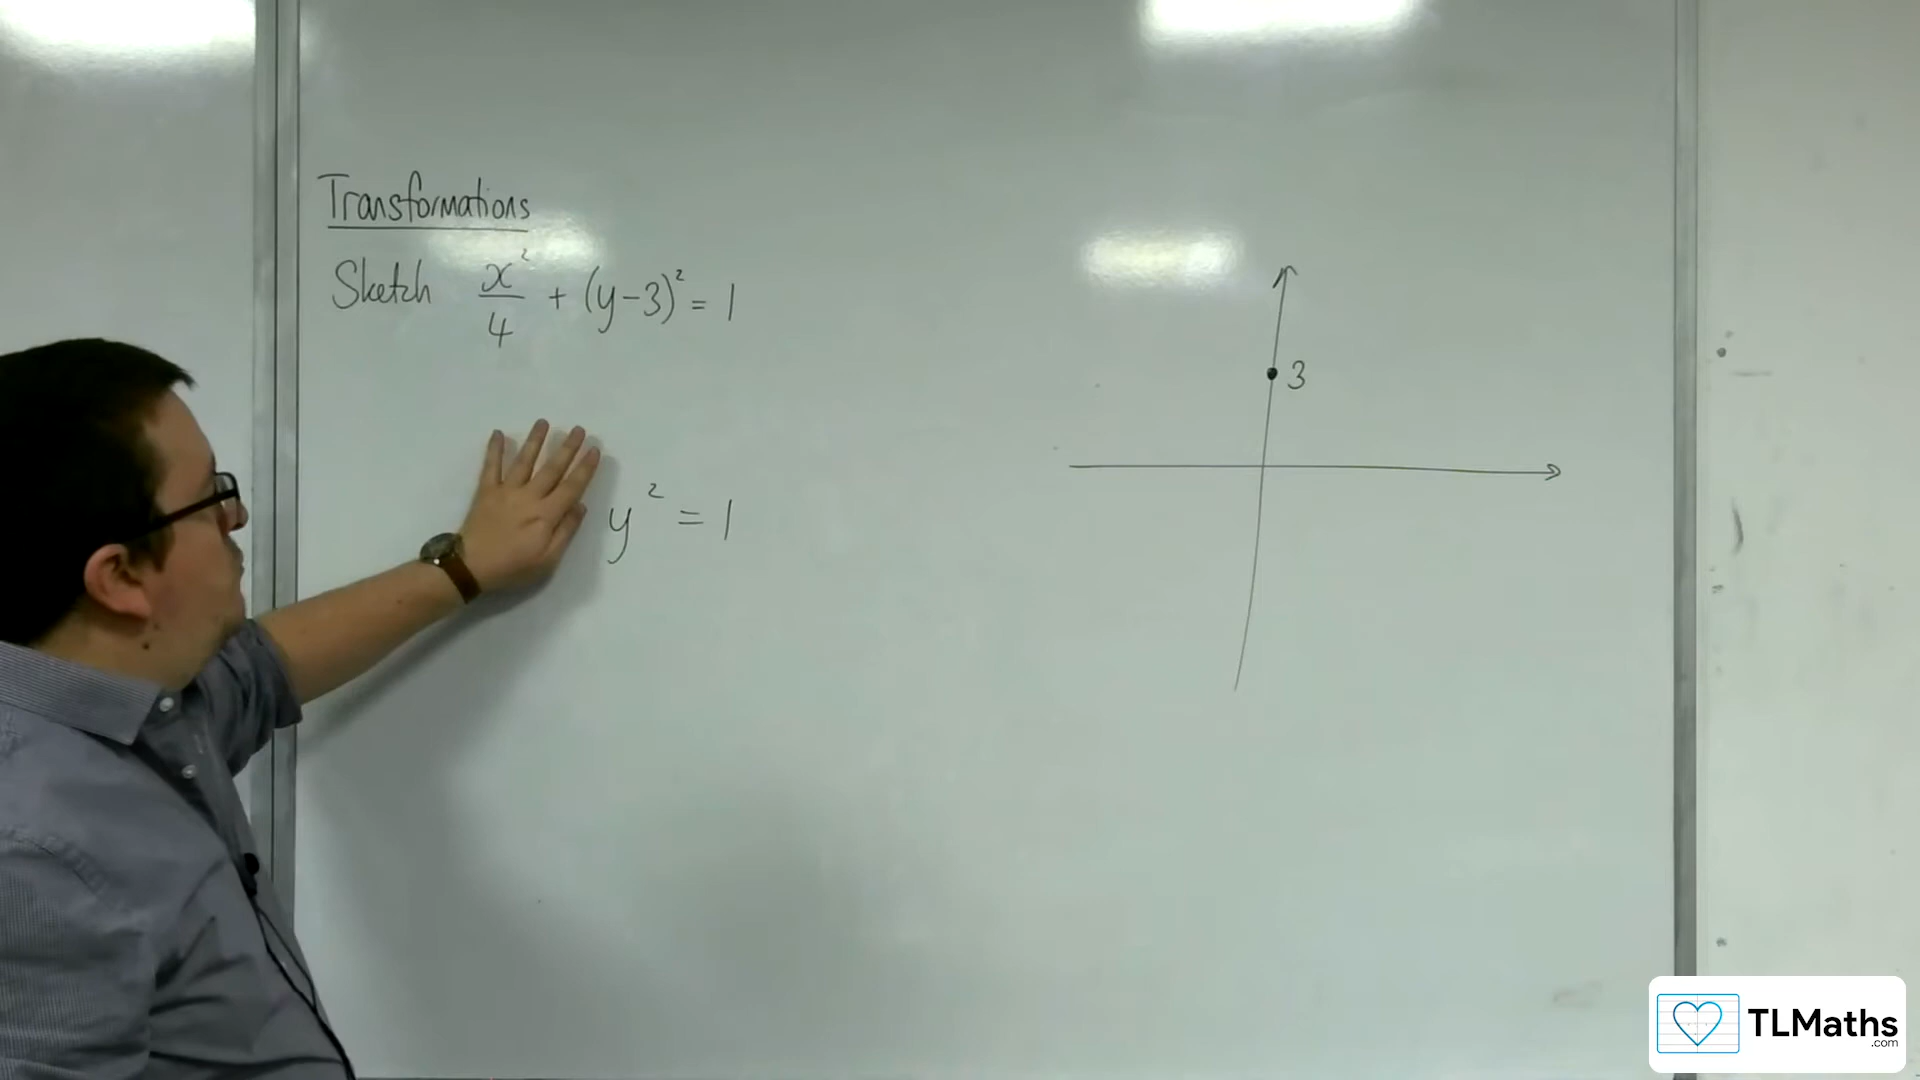 Transformations
Sketch x²/4 + (y-3)² = 1
3
y² = 1
TLMaths
.com